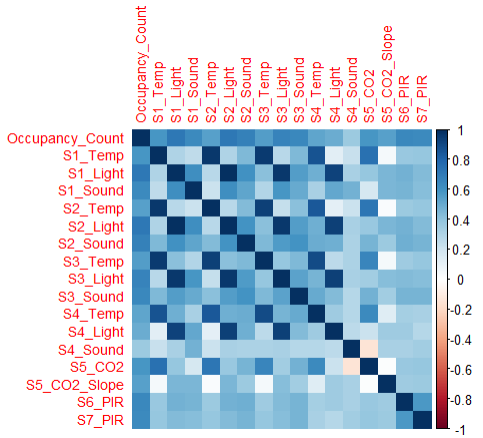 Occupancy_Count
S1_Temp
S1_Light
S1_Sound
S2_Temp
S2_Light
S2_Sound
S3_Temp
S3_Light
S3_Sound
S4_Temp
S4_Light
S4_Sound
S5_CO2
S5_CO2_Slope
S6_PIR
S7_PIR
Occupancy_Count
S1_Temp
S1_Light
S1_Sound
S2_Temp
S2_Light
S2_Sound
S3_Temp
S3_Light
S3_Sound
S4_Temp
S4_Light
S4_Sound
S5_CO2
S5_CO2_Slope
S6_PIR
S7_PIR
1
0.8
0.6
0.4
0.2
0
-0.2
-0.4
-0.6
-0.8
-1